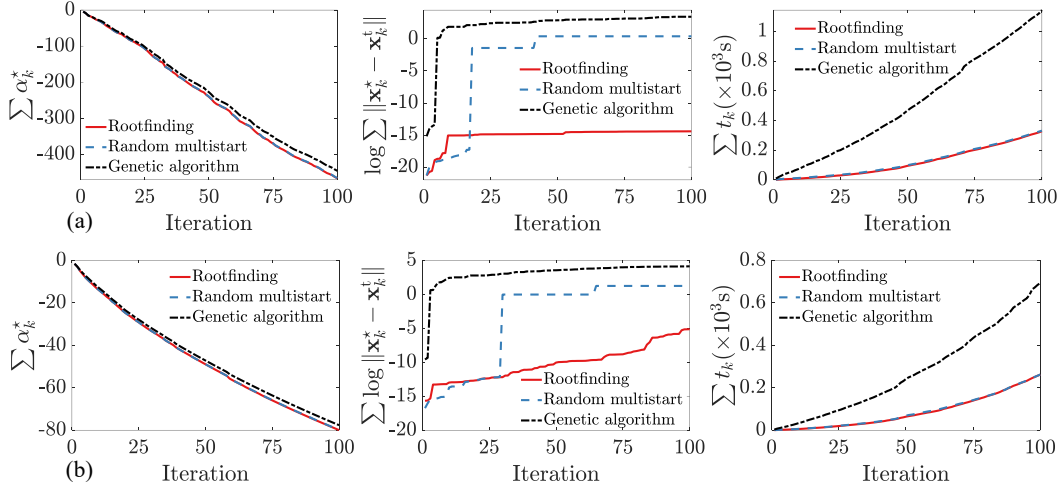 0
-100
-200
-300
-400
∑ α*ₖ
Rootfinding
Random multistart
Genetic algorithm
25 50 75 100
Iteration
(a)
0
-5
-10
-15
-20
log ∑ ||x*ₖ − xᵗₖ||
Rootfinding
Random multistart
Genetic algorithm
25 50 75 100
Iteration
1
0.8
0.6
0.4
0.2
0
∑ tₖ(×10³s)
Rootfinding
Random multistart
Genetic algorithm
25 50 75 100
Iteration
0
-20
-40
-60
-80
∑ α*ₖ
Rootfinding
Random multistart
Genetic algorithm
0 25 50 75 100
Iteration
(b)
5
0
-5
-10
-15
-20
∑ log ||x*ₖ − xᵗₖ||
Rootfinding
Random multistart
Genetic algorithm
0 25 50 75 100
Iteration
0.8
0.6
0.4
0.2
0
∑ tₖ(×10³s)
Rootfinding
Random multistart
Genetic algorithm
0 25 50 75 100
Iteration